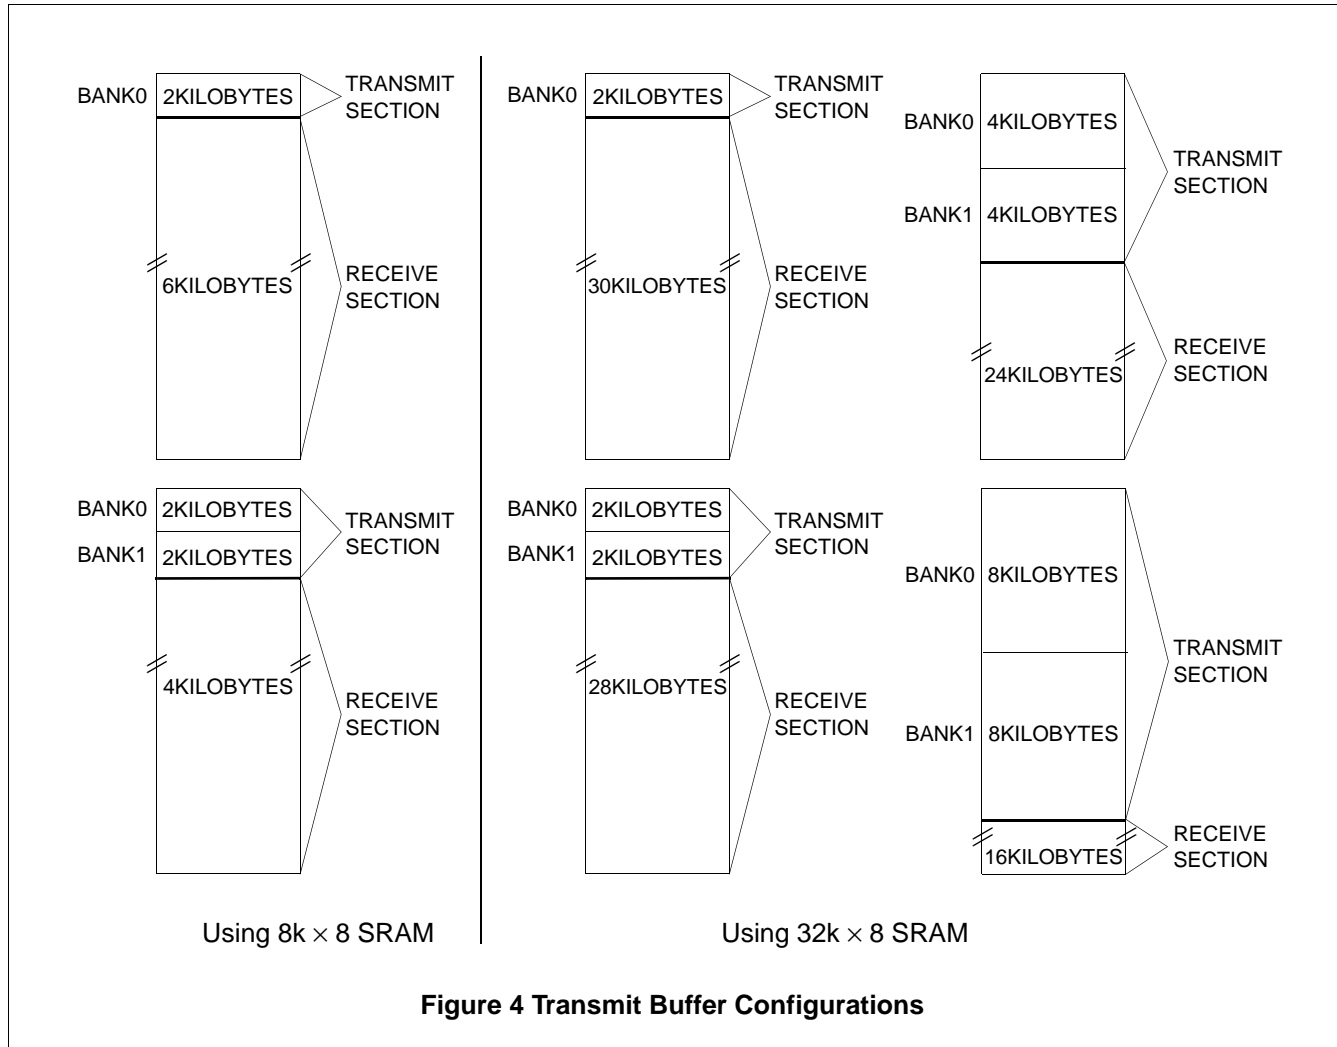 BANK0 2KILOBYTES TRANSMIT
SECTION
6KILOBYTES
RECEIVE
SECTION
BANK0 2KILOBYTES
BANK1 2KILOBYTES
TRANSMIT
SECTION
4KILOBYTES
RECEIVE
SECTION
Using 8k × 8 SRAM
BANK0 2KILOBYTES TRANSMIT
SECTION
30KILOBYTES
RECEIVE
SECTION
BANK0 4KILOBYTES
BANK1 4KILOBYTES
TRANSMIT
SECTION
24KILOBYTES
RECEIVE
SECTION
BANK0 2KILOBYTES
BANK1 2KILOBYTES
TRANSMIT
SECTION
28KILOBYTES
RECEIVE
SECTION
BANK0 8KILOBYTES
BANK1 8KILOBYTES
TRANSMIT
SECTION
16KILOBYTES
RECEIVE
SECTION
Using 32k × 8 SRAM
Figure 4 Transmit Buffer Configurations